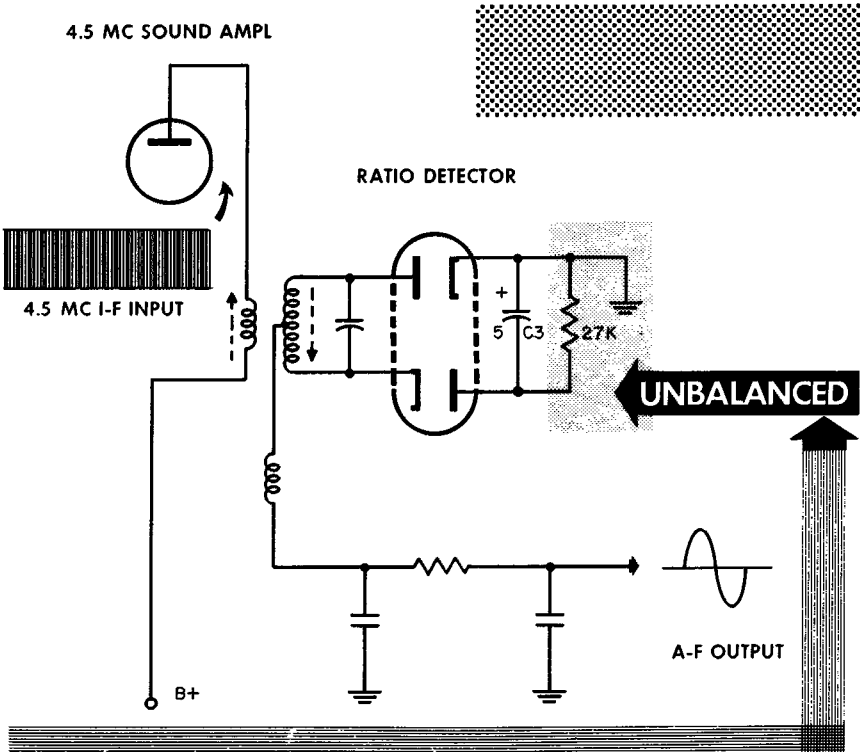 4.5 MC SOUND AMPL
RATIO DETECTOR
4.5 MC I-F INPUT
+
5 C3
27K
UNBALANCED
A-F OUTPUT
B+